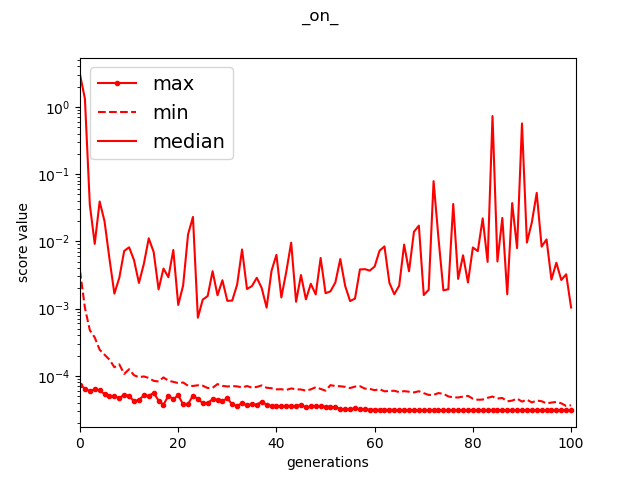 _on_
max
min
median
10⁰
10⁻¹
10⁻²
10⁻³
10⁻⁴
score value
0
20
40
60
80
100
generations